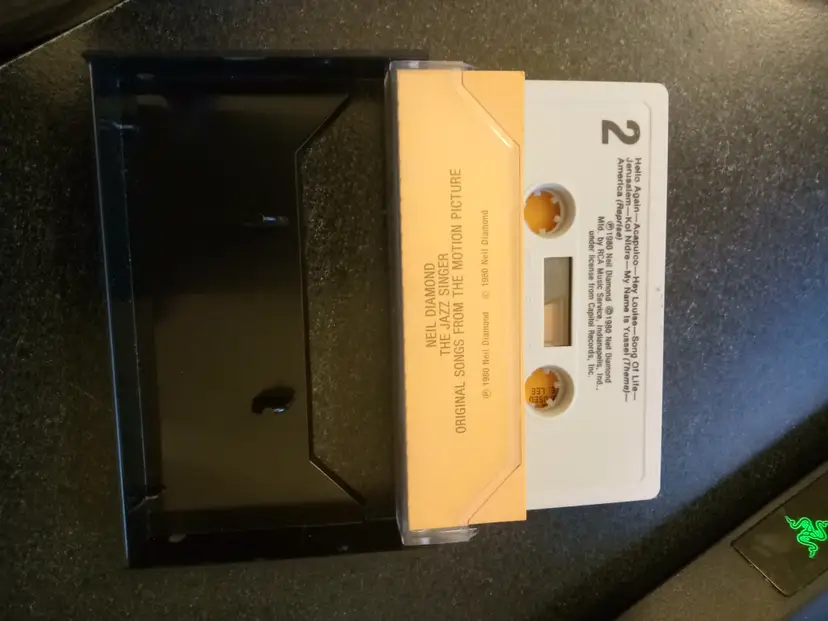 NEIL DIAMOND
THE JAZZ SINGER
ORIGINAL SONGS FROM THE MOTION PICTURE
℗ 1980 Neil Diamond © 1980 Neil Diamond
2
Hello Again—Acapulco—Hey Louise—Song Of Life—
Jerusalem—Kol Nidre—My Name Is Yussel (Theme)—
America (Reprise)
℗1980 Neil Diamond ©1980 Neil Diamond
Mfd. by RCA Music Service, Indianapolis, Ind.,
under license from Capitol Records, Inc.